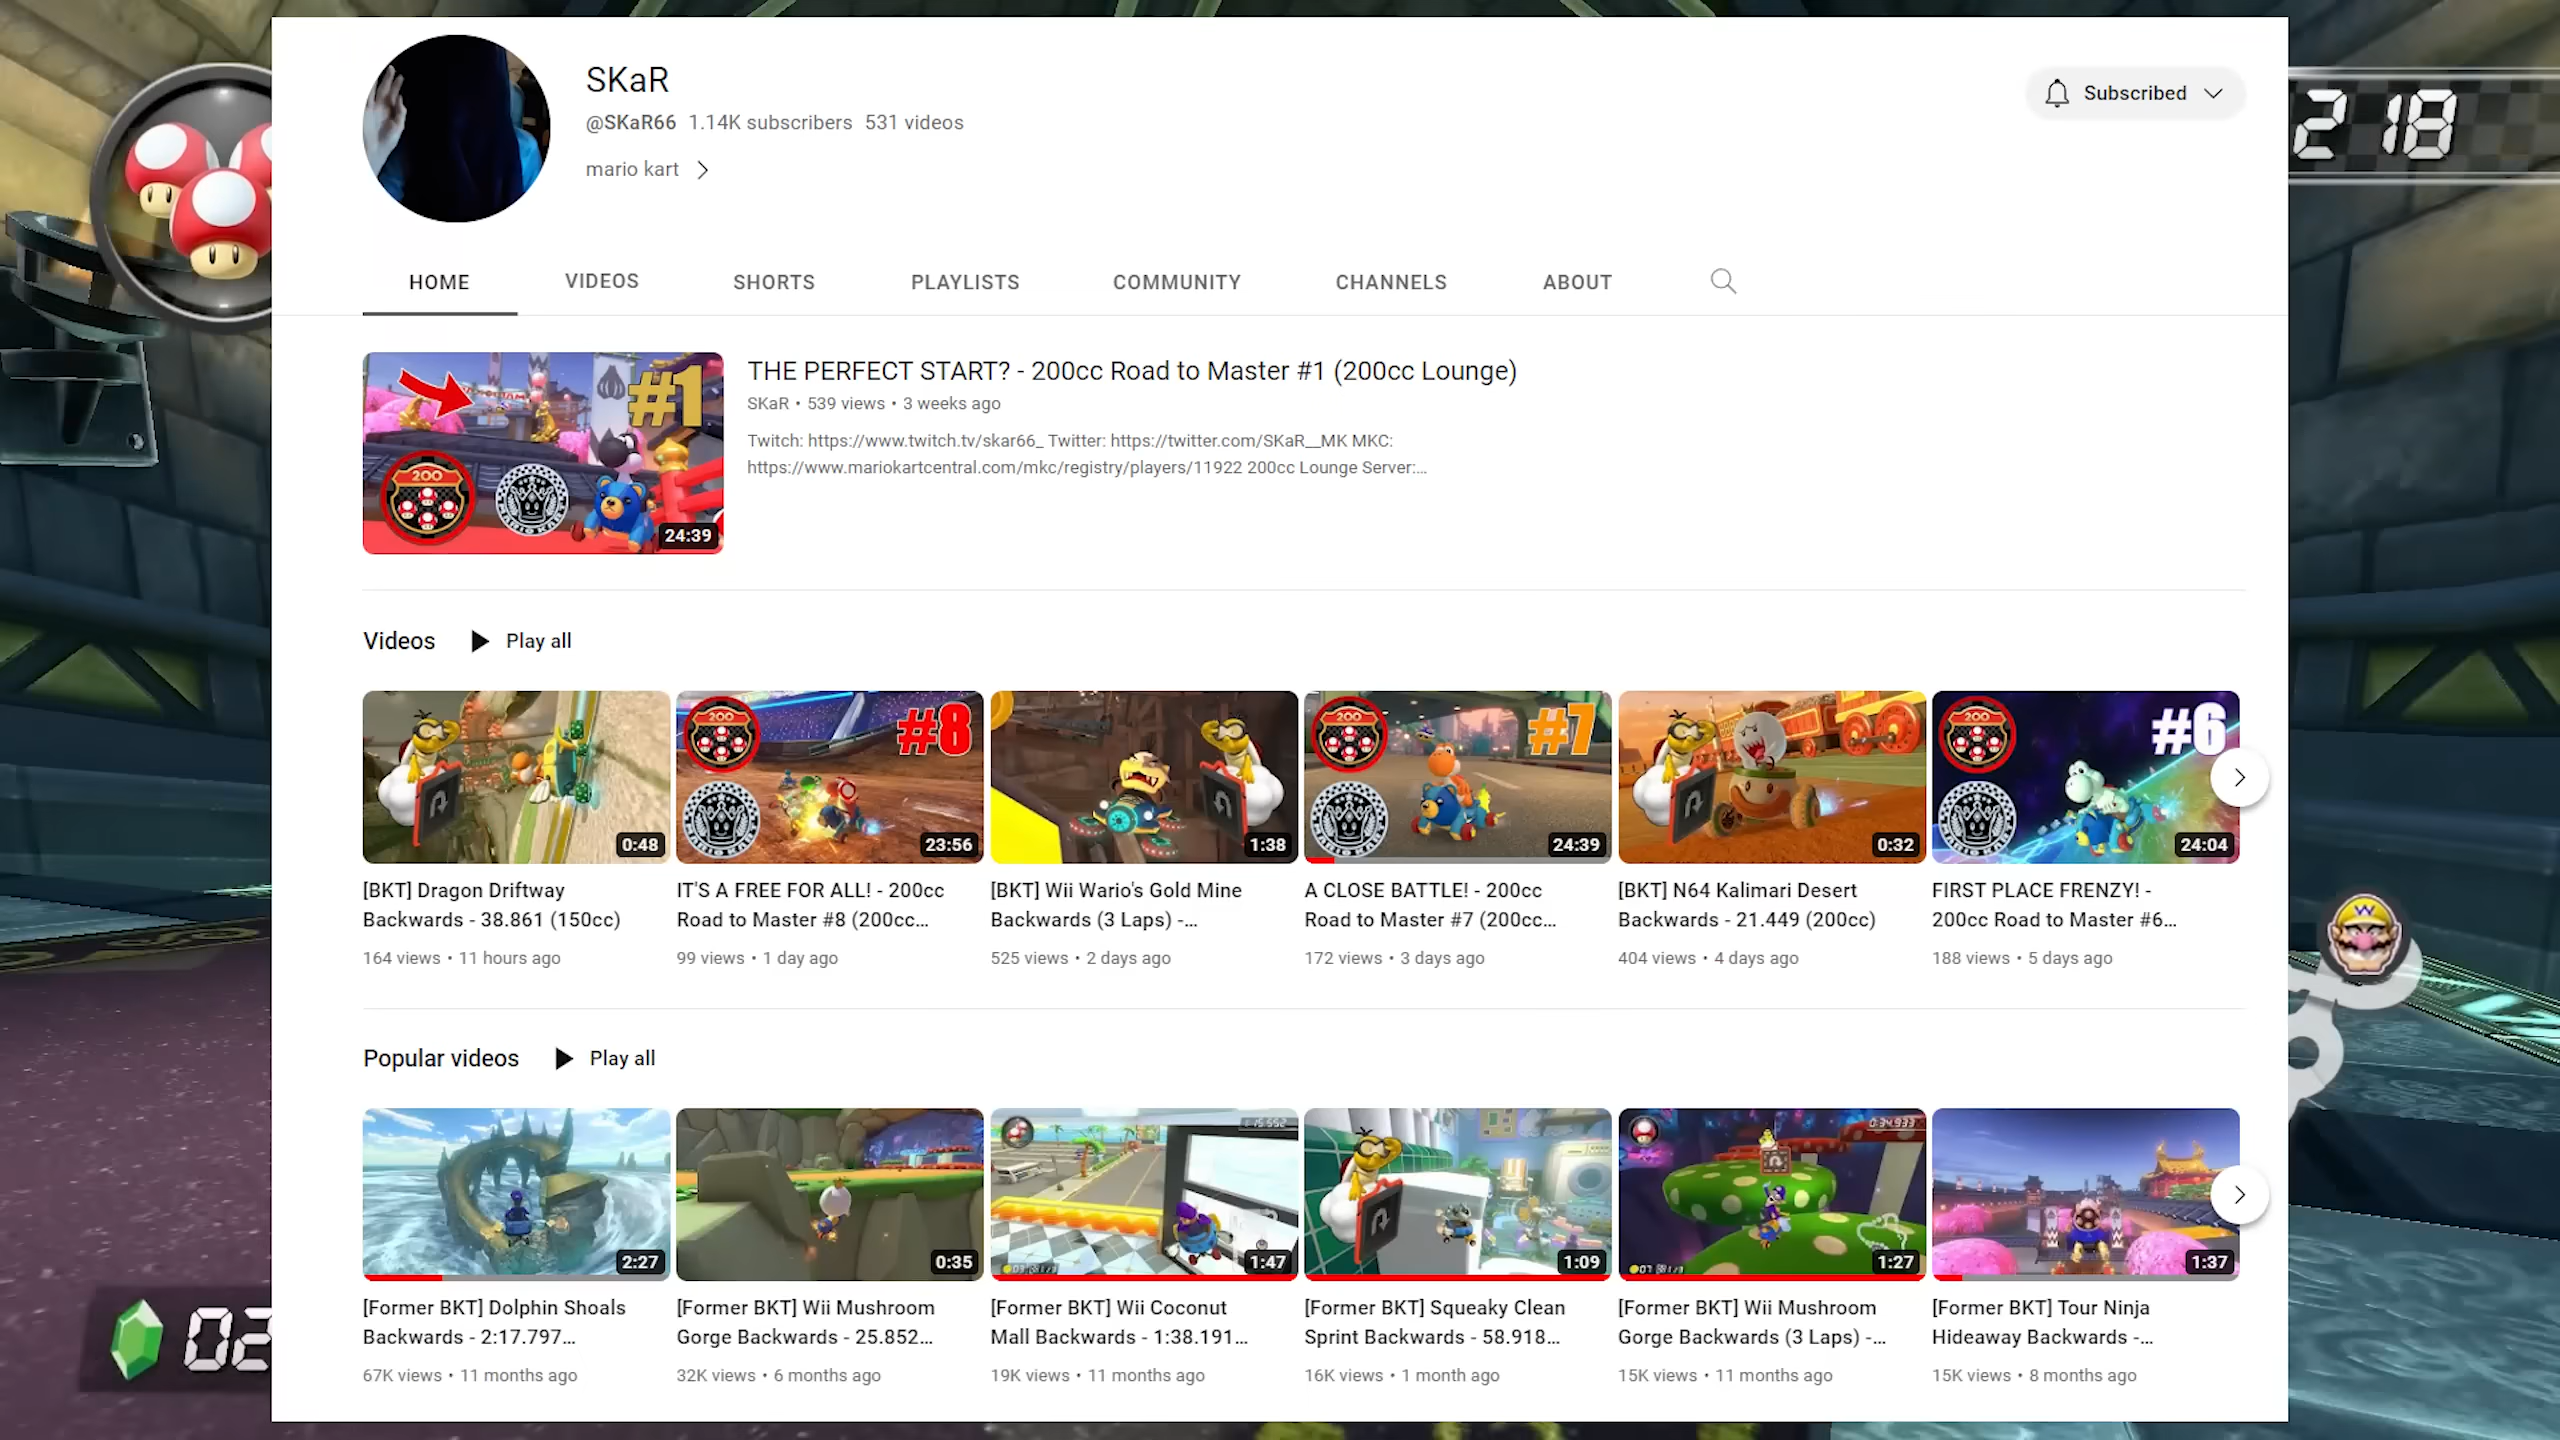 SKaR
@SKaR66 1.14K subscribers 531 videos
mario kart
Subscribed
2 18
HOME VIDEOS SHORTS PLAYLISTS COMMUNITY CHANNELS ABOUT
#1
200
MARIO KART
24:39
THE PERFECT START? - 200cc Road to Master #1 (200cc Lounge)
SKaR • 539 views • 3 weeks ago
Twitch: https://www.twitch.tv/skar66_ Twitter: https://twitter.com/SKaR__MK MKC:
https://www.mariokartcentral.com/mkc/registry/players/11922 200cc Lounge Server:...
Videos Play all
0:48
200 #8 23:56
1:38
200 #7 24:39
0:32
200 #6 24:04
[BKT] Dragon Driftway
Backwards - 38.861 (150cc)
164 views • 11 hours ago
IT'S A FREE FOR ALL! - 200cc
Road to Master #8 (200cc...
99 views • 1 day ago
[BKT] Wii Wario's Gold Mine
Backwards (3 Laps) -...
525 views • 2 days ago
A CLOSE BATTLE! - 200cc
Road to Master #7 (200cc...
172 views • 3 days ago
[BKT] N64 Kalimari Desert
Backwards - 21.449 (200cc)
404 views • 4 days ago
FIRST PLACE FRENZY! -
200cc Road to Master #6...
188 views • 5 days ago
Popular videos Play all
2:27
0:35
1:47
1:09
0:34.933
1:27
1:37
[Former BKT] Dolphin Shoals
Backwards - 2:17.797...
67K views • 11 months ago
[Former BKT] Wii Mushroom
Gorge Backwards - 25.852...
32K views • 6 months ago
[Former BKT] Wii Coconut
Mall Backwards - 1:38.191...
19K views • 11 months ago
[Former BKT] Squeaky Clean
Sprint Backwards - 58.918...
16K views • 1 month ago
[Former BKT] Wii Mushroom
Gorge Backwards (3 Laps) -...
15K views • 11 months ago
[Former BKT] Tour Ninja
Hideaway Backwards -...
15K views • 8 months ago
02